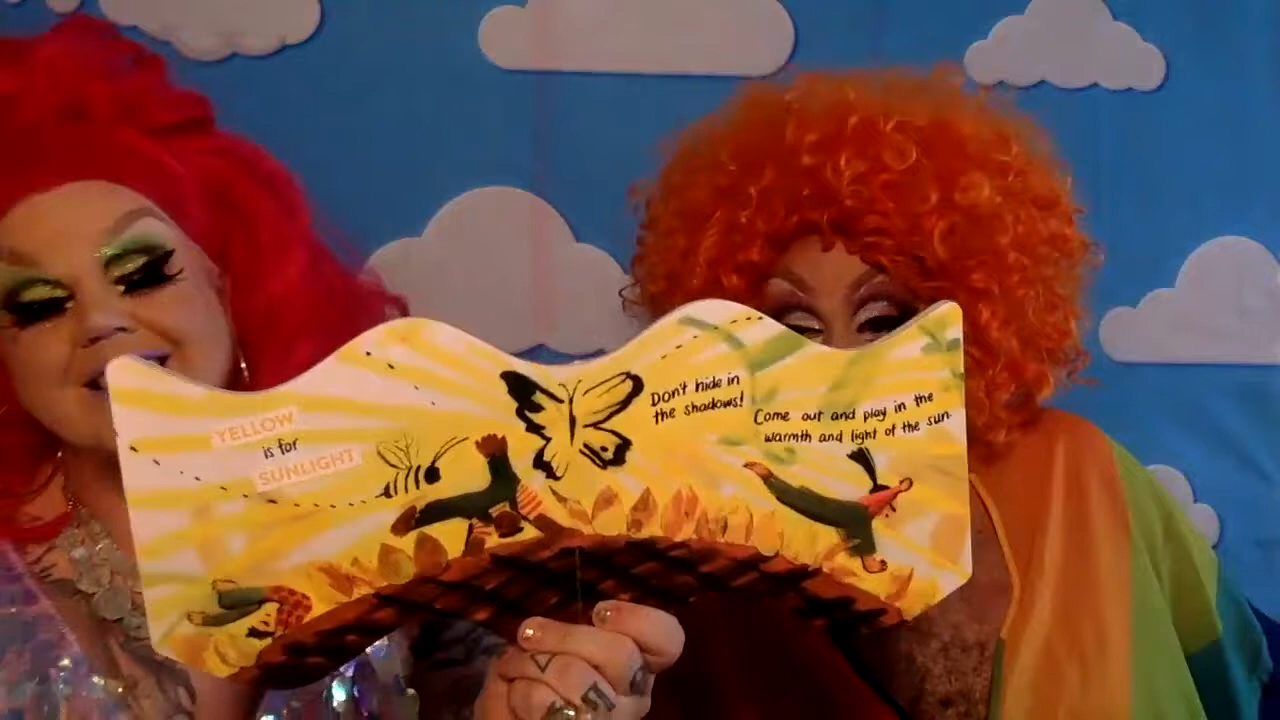 YELLOW
is for
SUNLIGHT
Don't hide in
the shadows!
Come out and play in the
warmth and light of the sun.